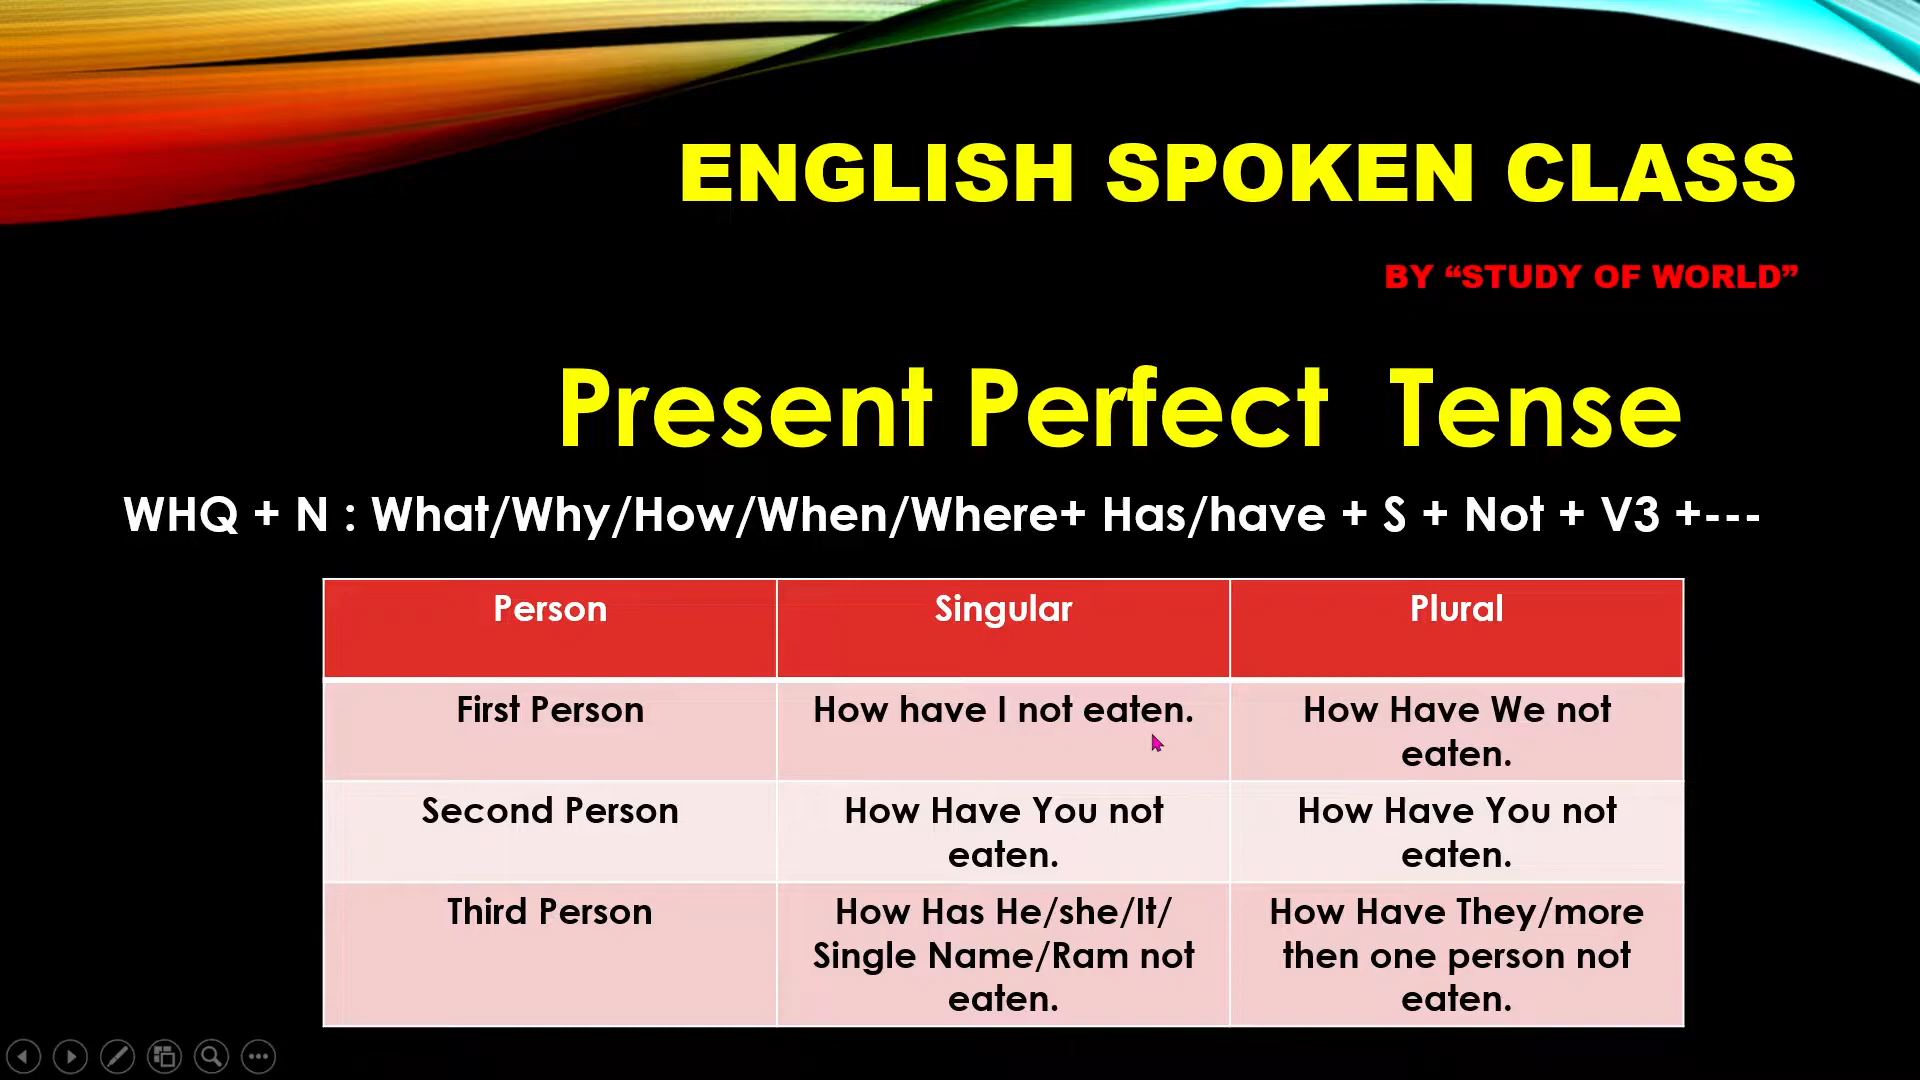 ENGLISH SPOKEN CLASS
BY “STUDY OF WORLD”
Present Perfect Tense
WHQ + N : What/Why/How/When/Where+ Has/have + S + Not + V3 +---
Person Singular Plural
First Person
How have I not eaten.
How Have We not
eaten.
Second Person
How Have You not
eaten.
How Have You not
eaten.
Third Person
How Has He/she/It/
Single Name/Ram not
eaten.
How Have They/more
then one person not
eaten.